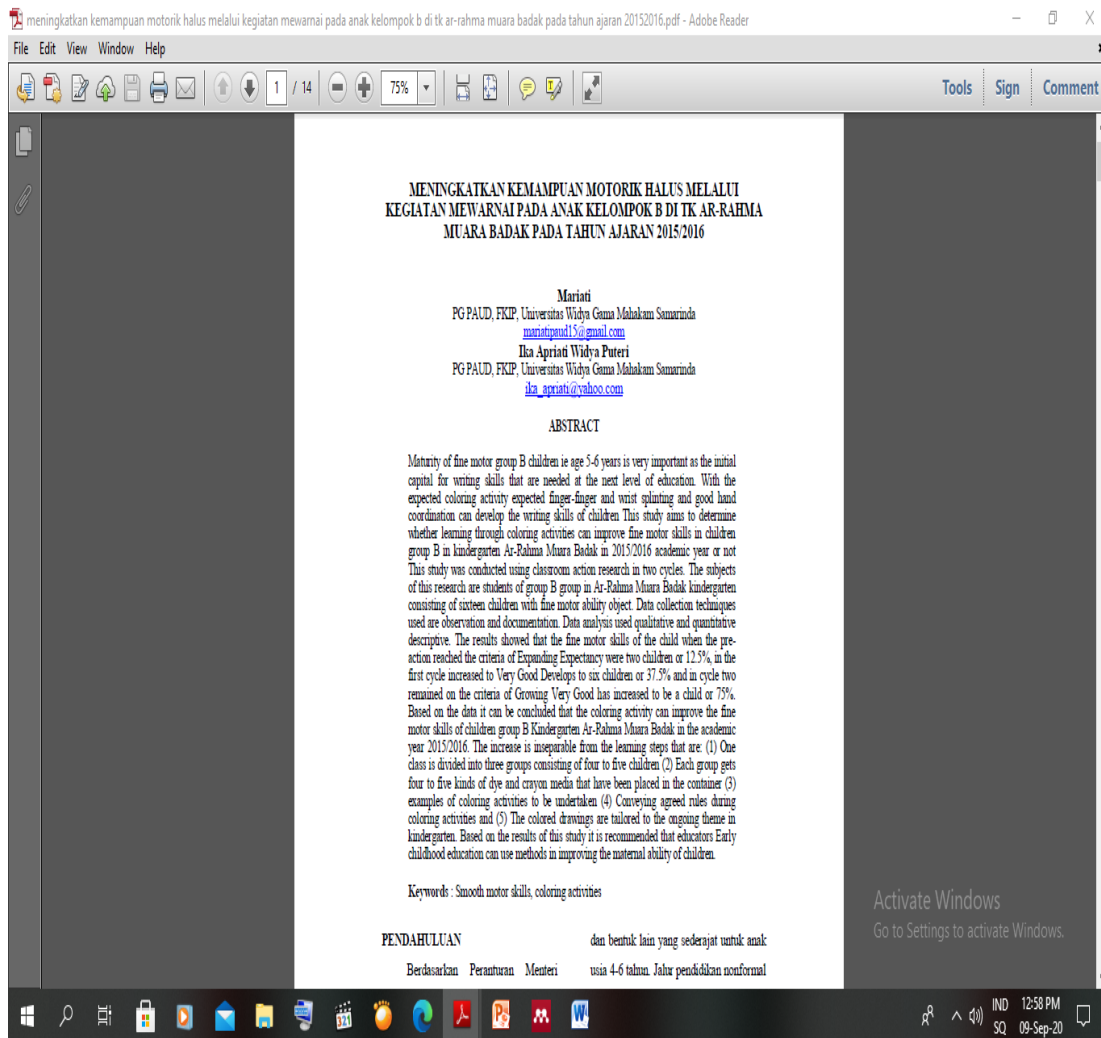 meningkatkan kemampuan motorik halus melalui kegiatan mewarnai pada anak kelompok b di tk ar-rahma muara badak pada tahun ajaran 20152016.pdf - Adobe Reader
File Edit View Window Help
1 / 14 75% Tools Sign Comment
MENINGKATKAN KEMAMPUAN MOTORIK HALUS MELALUI
KEGIATAN MEWARNAI PADA ANAK KELOMPOK B DI TK AR-RAHMA
MUARA BADAK PADA TAHUN AJARAN 2015/2016
Mariati
PG PAUD, FKIP, Universitas Widya Gama Mahakam Samarinda
mariatipaud15@gmail.com
Ika Apriati Widya Puteri
PG PAUD, FKIP, Universitas Widya Gama Mahakam Samarinda
ika_apriati@yahoo.com
ABSTRACT
Maturity of fine motor group B children ie age 5-6 years is very important as the initial
capital for writing skills that are needed at the next level of education. With the
expected coloring activity expected finger-finger and wrist splinting and good hand
coordination can develop the writing skills of children This study aims to determine
whether learning through coloring activities can improve fine motor skills in children
group B in kindergarten Ar-Rahma Muara Badak in 2015/2016 academic year or not
This study was conducted using classroom action research in two cycles. The subjects
of this research are students of group B group in Ar-Rahma Muara Badak kindergarten
consisting of sixteen children with fine motor ability object. Data collection techniques
used are observation and documentation. Data analysis used qualitative and quantitative
descriptive. The results showed that the fine motor skills of the child when the pre-
action reached the criteria of Expanding Expectancy were two children or 12.5%, in the
first cycle increased to Very Good Develops to six children or 37.5% and in cycle two
remained on the criteria of Growing Very Good has increased to be a child or 75%.
Based on the data it can be concluded that the coloring activity can improve the fine
motor skills of children group B Kindergarten Ar-Rahma Muara Badak in the academic
year 2015/2016. The increase is inseparable from the learning steps that are: (1) One
class is divided into three groups consisting of four to five children (2) Each group gets
four to five kinds of dye and crayon media that have been placed in the container (3)
examples of coloring activities to be undertaken (4) Conveying agreed rules during
coloring activities and (5) The colored drawings are tailored to the ongoing theme in
kindergarten. Based on the results of this study it is recommended that educators Early
childhood education can use methods in improving the maternal ability of children.
Keywords : Smooth motor skills, coloring activities
PENDAHULUAN
Berdasarkan Peranturan Menteri
dan bentuk lain yang sederajat untuk anak
usia 4-6 tahun. Jalur pendidikan nonformal
Activate Windows
Go to Settings to activate Windows.
321
IND 12:58 PM
SQ 09-Sep-20